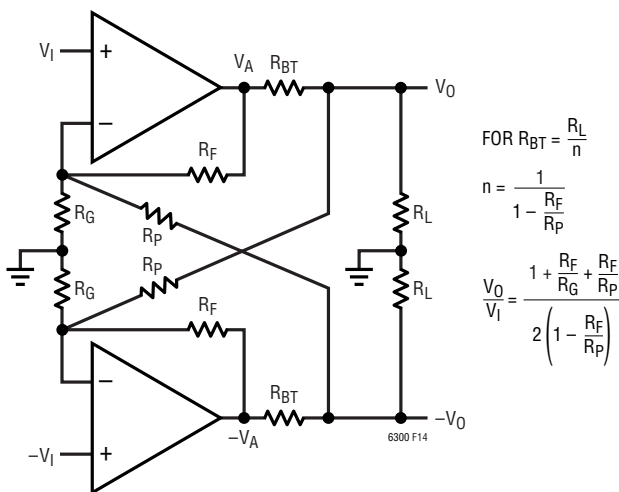 V_I
+
V_A
R_BT
V_O
−
R_F
FOR R_BT = R_L/n
R_G
R_P
R_L
n = 1/(1 − R_F/R_P)
R_P
R_G
R_L
V_O/V_I = (1 + R_F/R_G + R_F/R_P)/(2(1 − R_F/R_P))
R_F
−
R_BT
−V_O
−V_A
6300 F14
−V_I
+